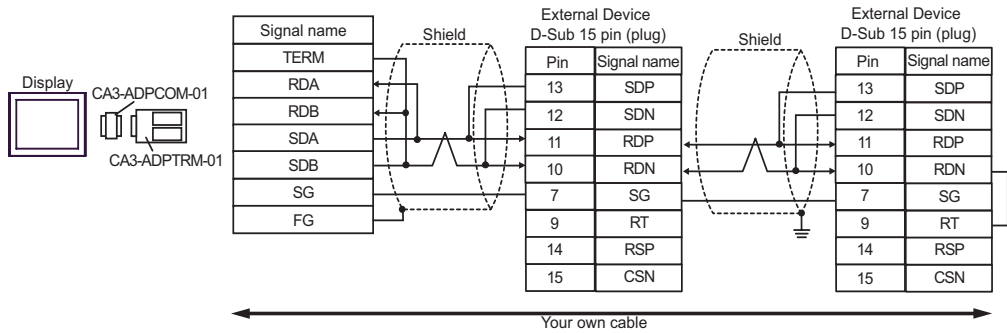 Display
CA3-ADPCOM-01
CA3-ADPTRM-01
Signal name
TERM
RDA
RDB
SDA
SDB
SG
FG
Shield
External Device
D-Sub 15 pin (plug)
Pin Signal name
13 SDP
12 SDN
11 RDP
10 RDN
7 SG
9 RT
14 RSP
15 CSN
Shield
External Device
D-Sub 15 pin (plug)
Pin Signal name
13 SDP
12 SDN
11 RDP
10 RDN
7 SG
9 RT
14 RSP
15 CSN
Your own cable